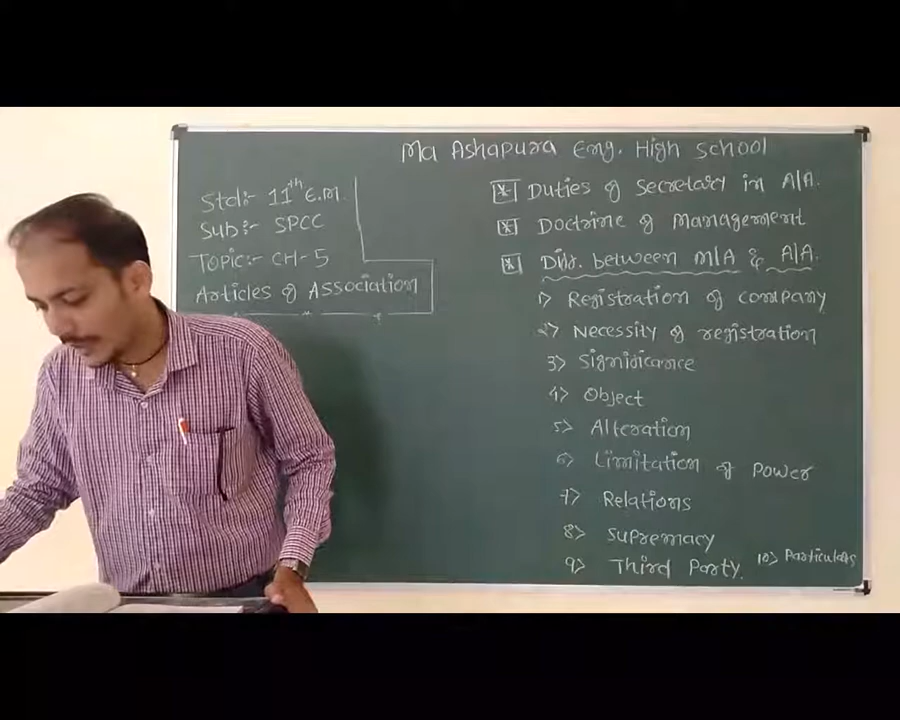 Ma Ashapura Eng. High School
Std:- 11th E.M.
Sub:- SPCC
Topic:- CH-5
Articles of Association
* Duties of Secretary in A/A.
* Doctrine of Management
* Diff. between M/A & A/A.
1> Registration of company
2> Necessity of registration
3> Significance
4> Object
5> Alteration
6> Limitation of Power
7> Relations
8> Supremacy
9> Third Party. 10> Particulars